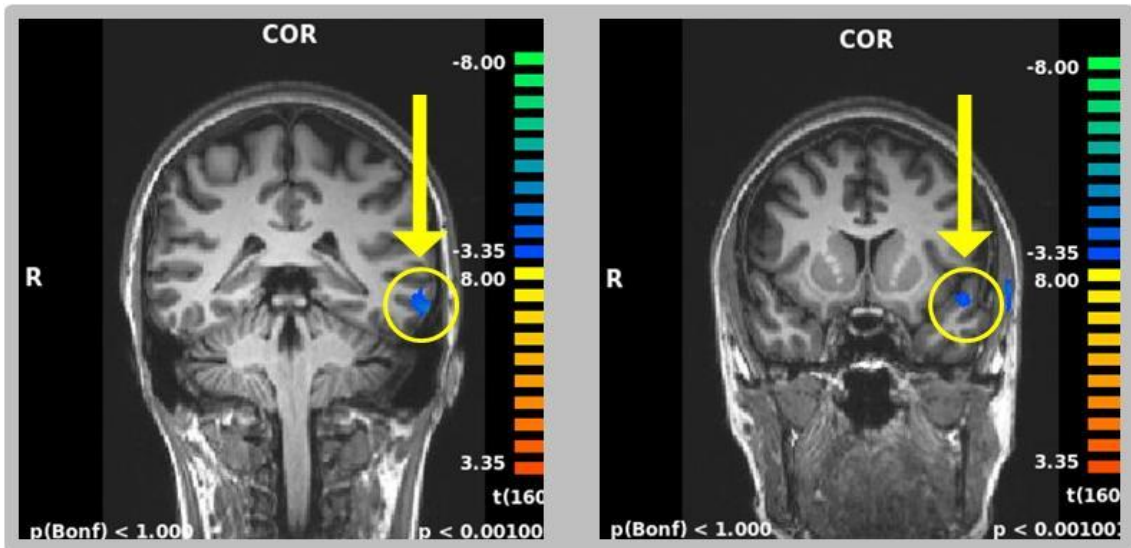 COR
-8.00
-3.35
8.00
R
3.35
t(160
p(Bonf) < 1.000
p < 0.00100
COR
-8.00
-3.35
8.00
R
3.35
t(160
p(Bonf) < 1.000
p < 0.001001